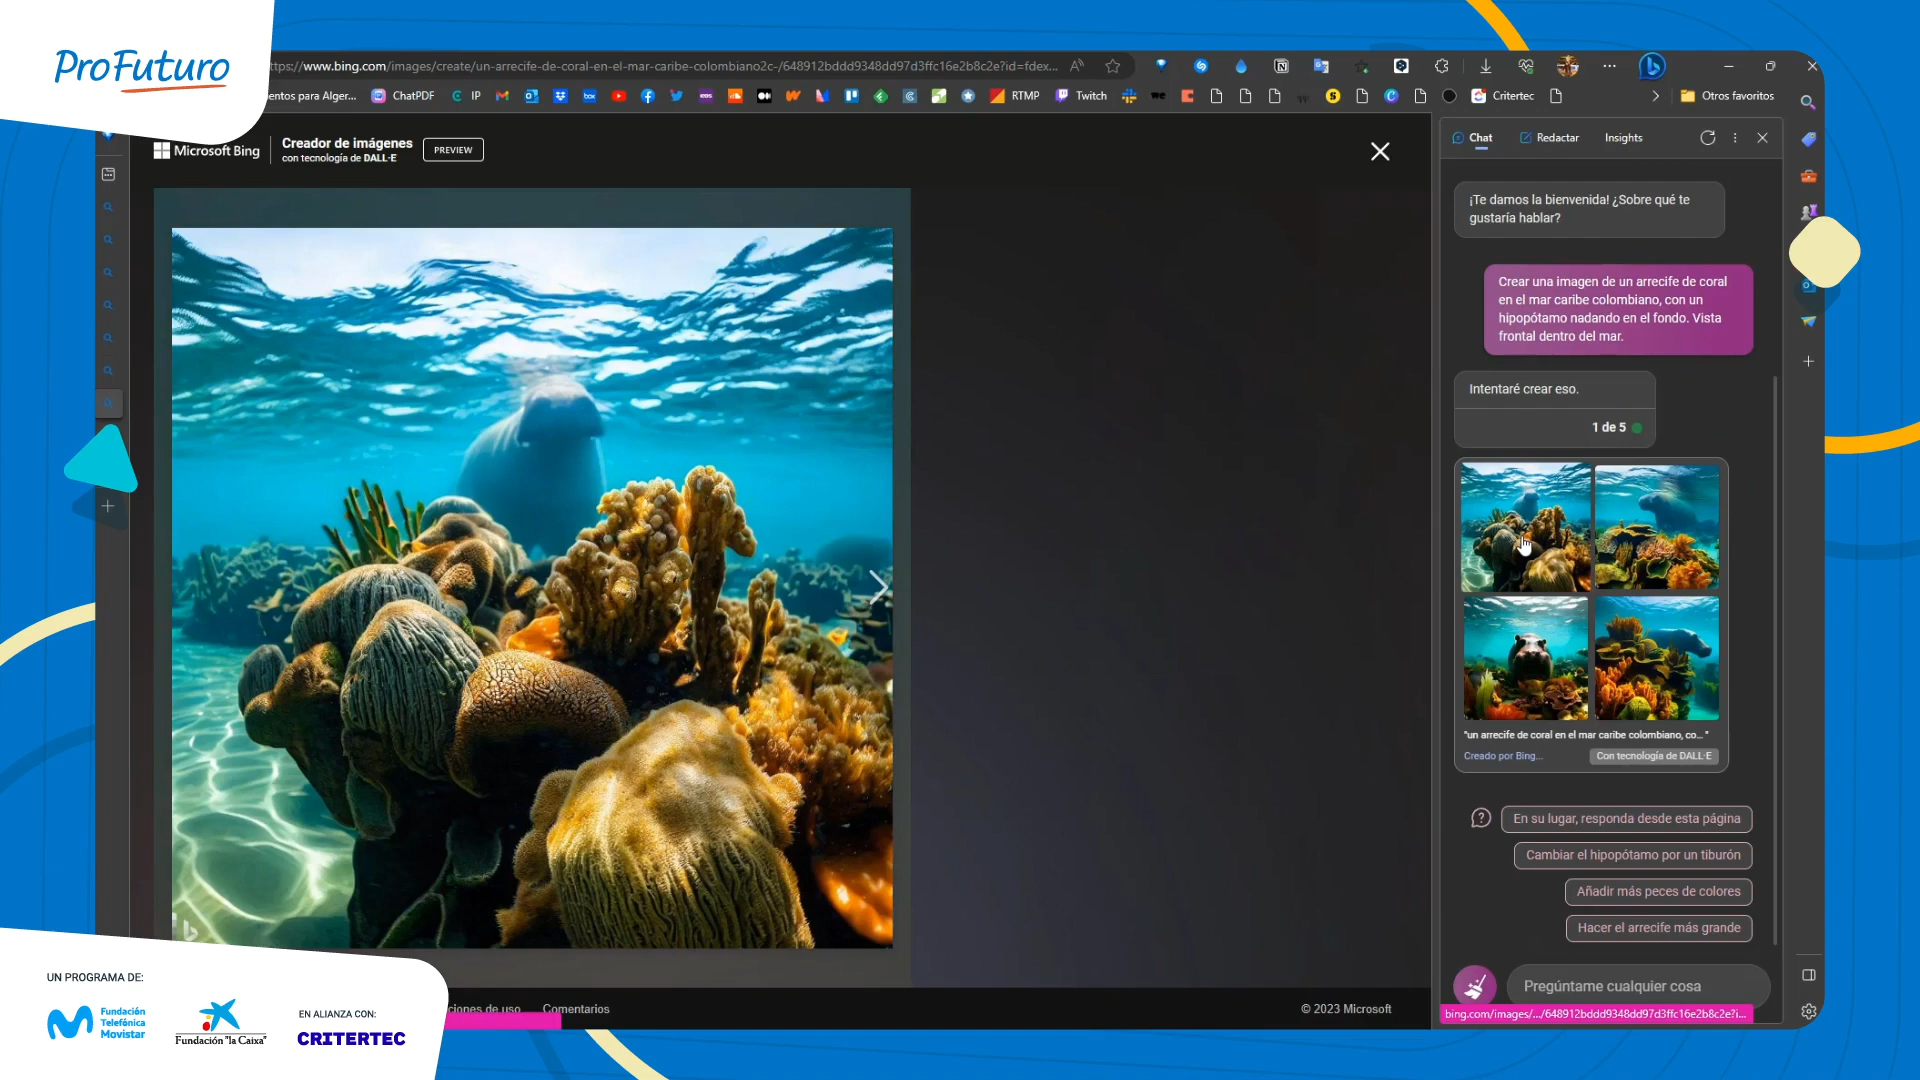 ProFuturo
ttps://www.bing.com/images/create/un-arrecife-de-coral-en-el-mar-caribe-colombiano2c-/648912bddd9348dd97d3ffc16e2b8c2e?id=fdex...
entos para Alger...
ChatPDF
IP
RTMP
Twitch
Critertec
Otros favoritos
Microsoft Bing
Creador de imágenes
con tecnología de DALL·E
PREVIEW
Chat
Redactar
Insights
¡Te damos la bienvenida! ¿Sobre qué te
gustaría hablar?
Crear una imagen de un arrecife de coral
en el mar caribe colombiano, con un
hipopótamo nadando en el fondo. Vista
frontal dentro del mar.
Intentaré crear eso.
1 de 5
"un arrecife de coral en el mar caribe colombiano, co... "
Creado por Bing...
Con tecnología de DALL·E
En su lugar, responda desde esta página
Cambiar el hipopótamo por un tiburón
Añadir más peces de colores
Hacer el arrecife más grande
Pregúntame cualquier cosa
bing.com/images/.../648912bddd9348dd97d3ffc16e2b8c2e?i...
ciones de uso
Comentarios
© 2023 Microsoft
UN PROGRAMA DE:
Fundación
Telefónica
Movistar
Fundación "la Caixa"
EN ALIANZA CON:
CRITERTEC